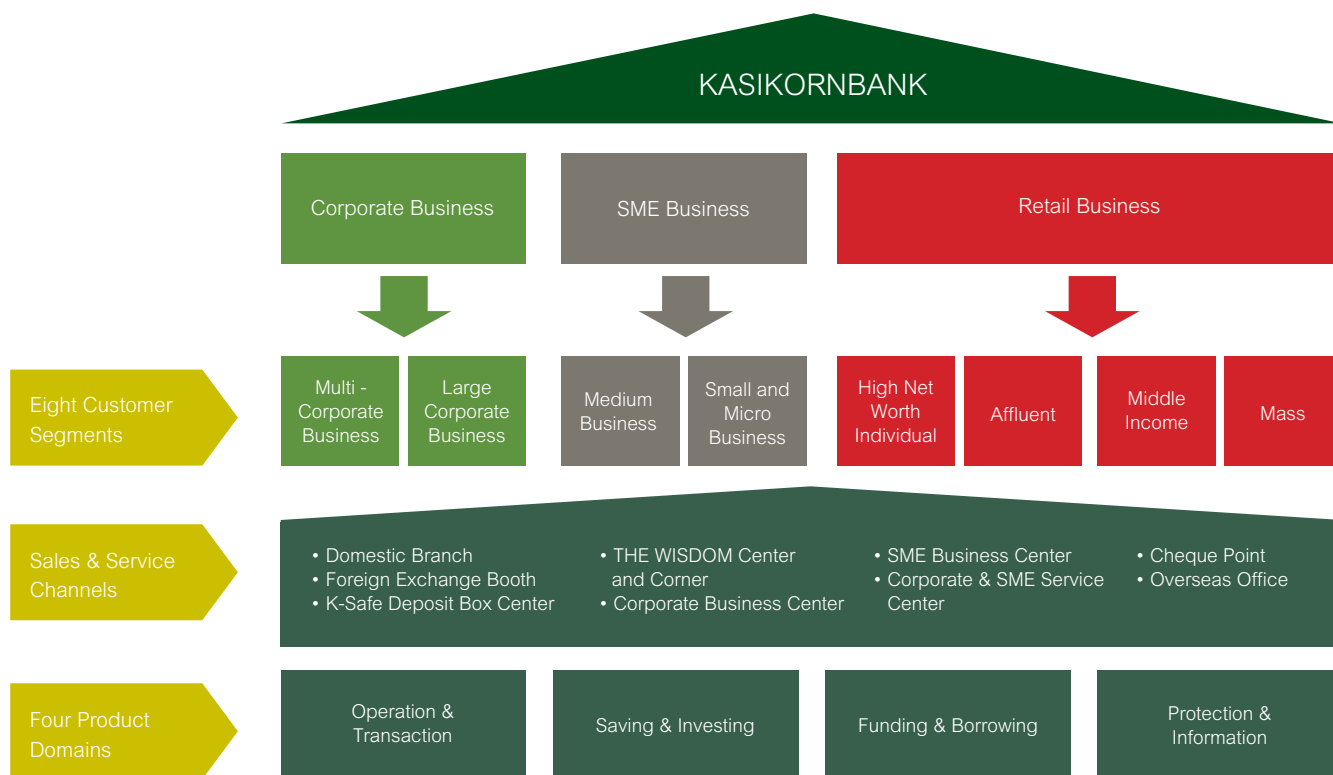 KASIKORNBANK
Corporate Business
SME Business
Retail Business
Eight Customer
Segments
Multi -
Corporate
Business
Large
Corporate
Business
Medium
Business
Small and
Micro
Business
High Net
Worth
Individual
Affluent
Middle
Income
Mass
Sales & Service
Channels
• Domestic Branch
• Foreign Exchange Booth
• K-Safe Deposit Box Center
• THE WISDOM Center
and Corner
• Corporate Business Center
• SME Business Center
• Corporate & SME Service
Center
• Cheque Point
• Overseas Office
Four Product
Domains
Operation &
Transaction
Saving & Investing
Funding & Borrowing
Protection &
Information